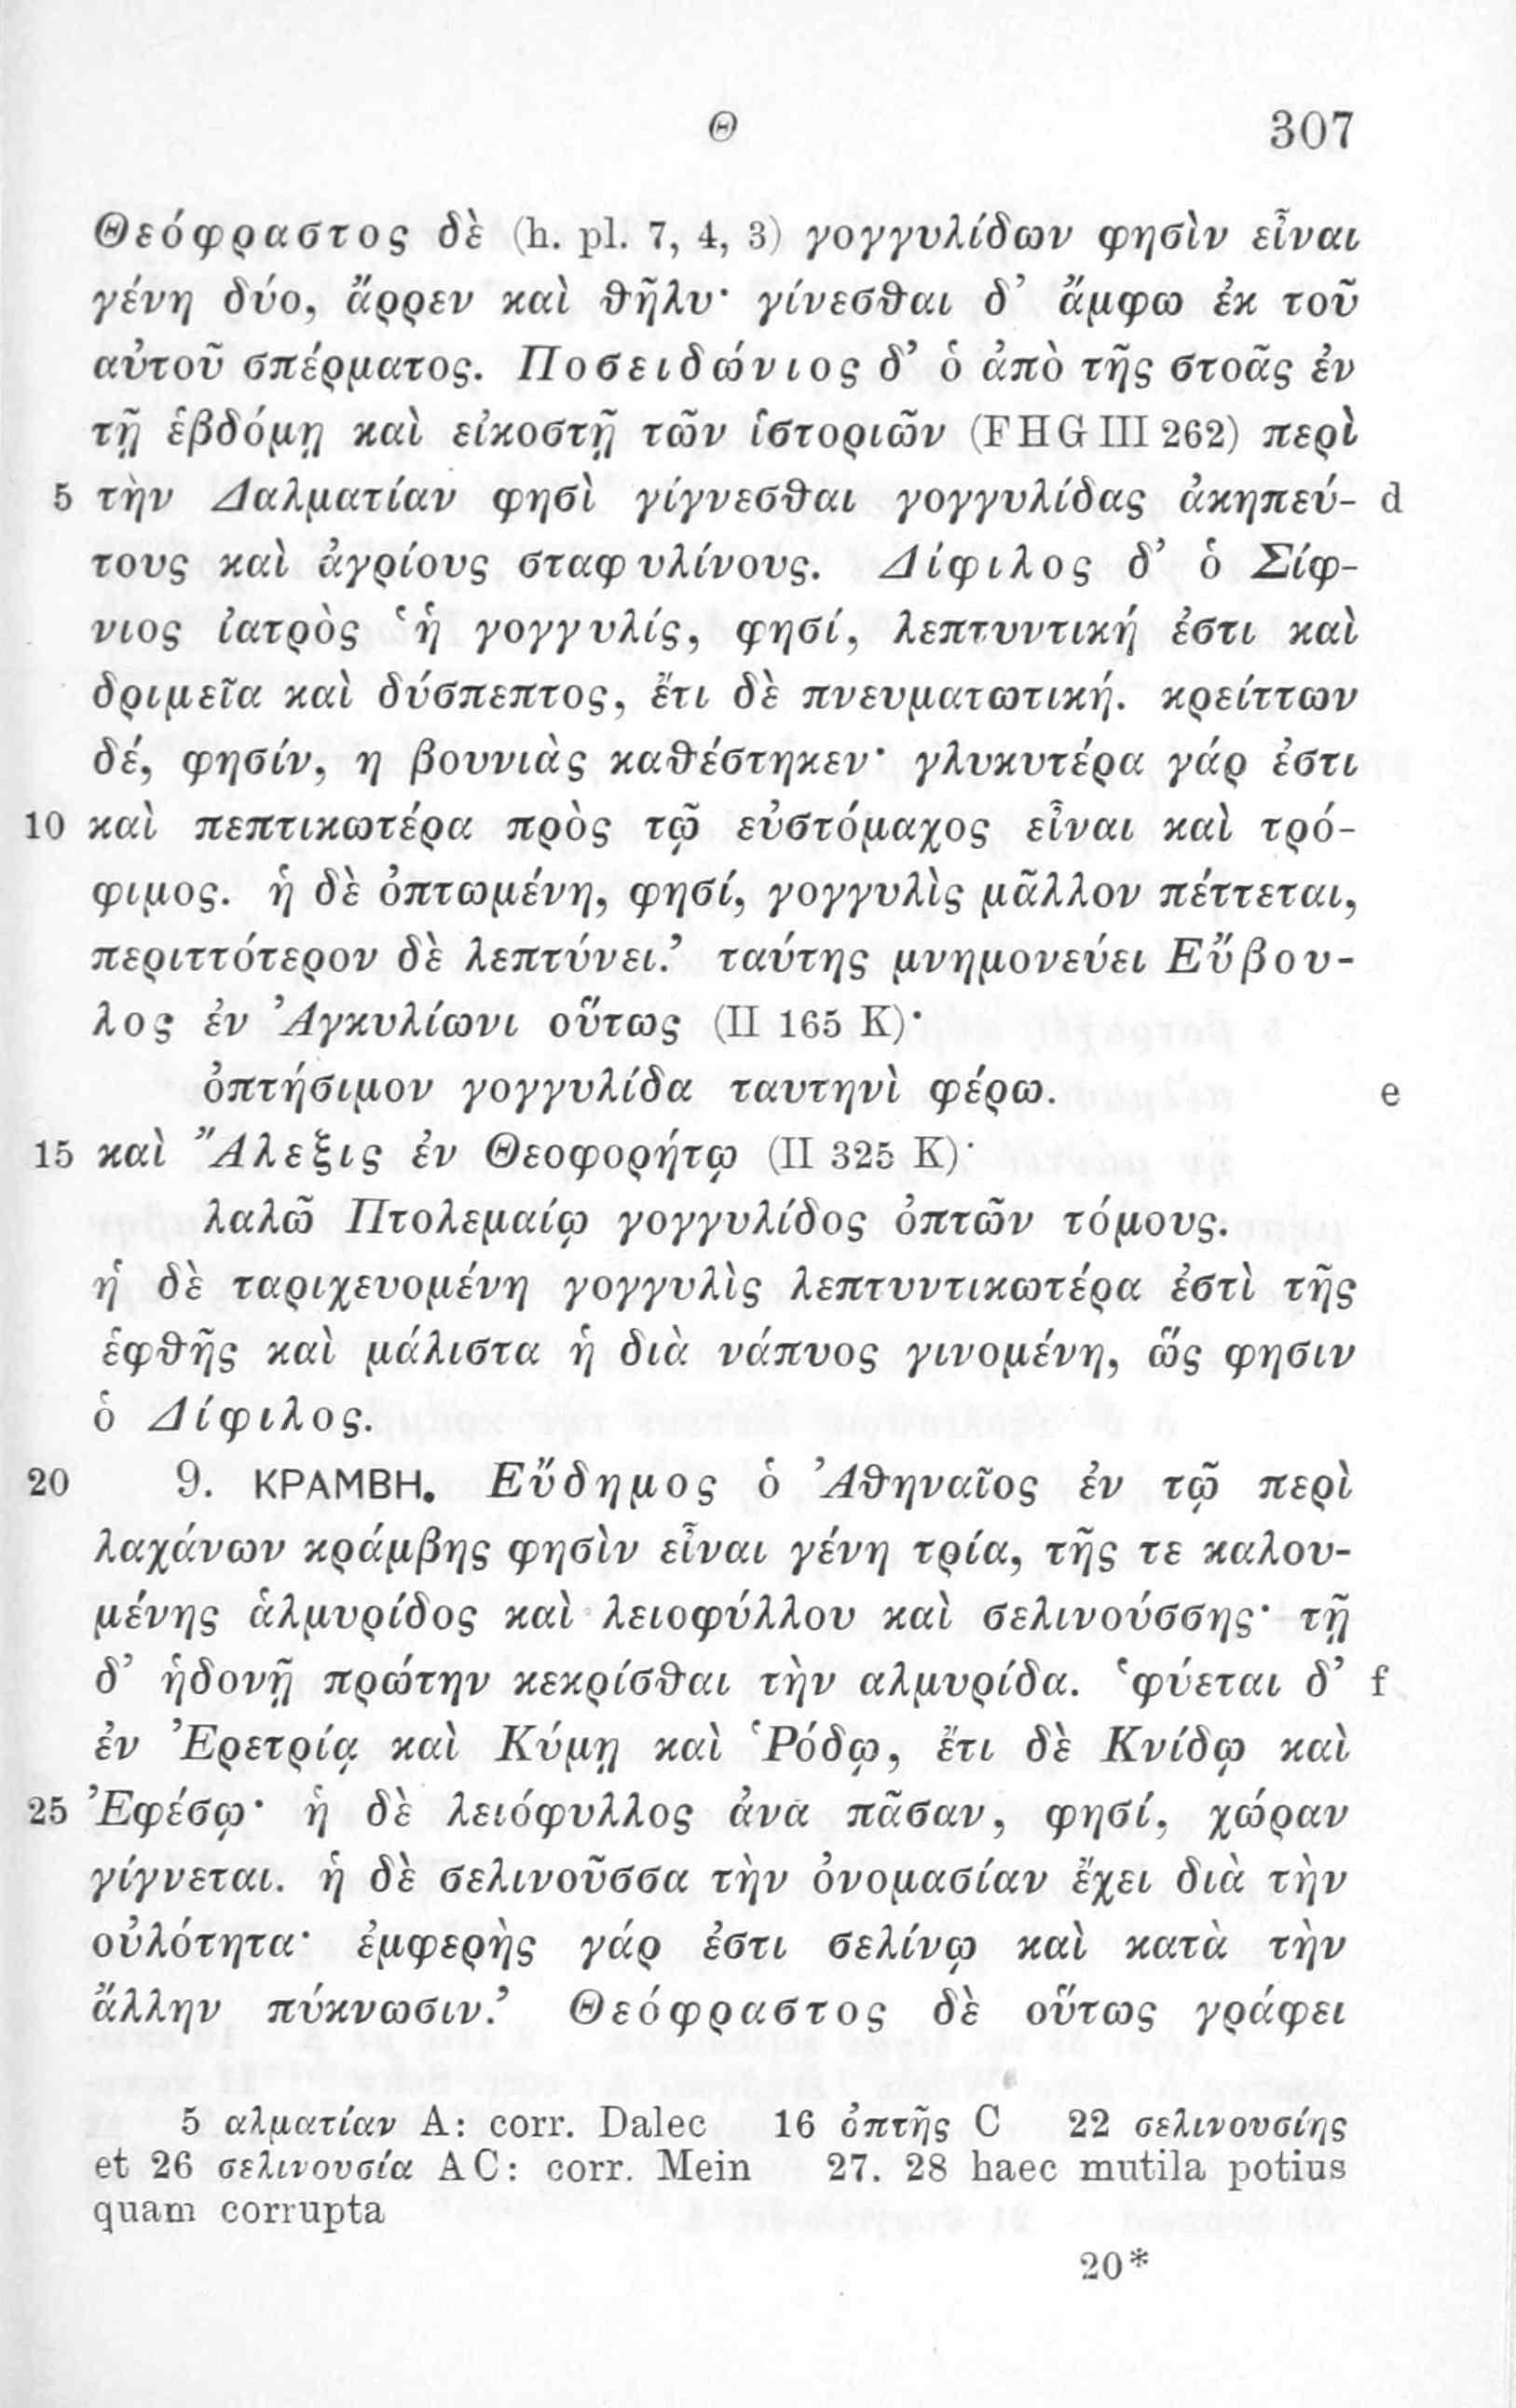 Θ 307
Θεόφραστος δὲ (h. pl. 7, 4, 3) γογγυλίδων φησὶν εἶναι
γένη δύο, ἄρρεν καὶ θῆλυ· γίνεσθαι δ’ ἄμφω ἐκ τοῦ
αὐτοῦ σπέρματος. Ποσειδώνιος δ’ ὁ ἀπὸ τῆς στοᾶς ἐν
τῇ ἑβδόμῃ καὶ εἰκοστῇ τῶν ἱστοριῶν (FHG III 262) περὶ
5 τὴν Δαλματίαν φησὶ γίγνεσθαι γογγυλίδας ἀκηπεύ- d
τους καὶ ἀγρίους σταφυλίνους. Δίφιλος δ’ ὁ Σίφ-
νιος ἰατρὸς ‘ἡ γογγυλίς, φησί, λεπτυντική ἐστι καὶ
δριμεῖα καὶ δύσπεπτος, ἔτι δὲ πνευματωτική. κρείττων
δέ, φησίν, η βουνιὰς καθέστηκεν· γλυκυτέρα γάρ ἐστι
10 καὶ πεπτικωτέρα πρὸς τῷ εὐστόμαχος εἶναι καὶ τρό-
φιμος. ἡ δὲ ὀπτωμένη, φησί, γογγυλὶς μᾶλλον πέττεται,
περιττότερον δὲ λεπτύνει.’ ταύτης μνημονεύει Εὔβου-
λος ἐν Ἀγκυλίωνι οὕτως (II 165 K)·
ὀπτήσιμον γογγυλίδα ταυτηνὶ φέρω. e
15 καὶ Ἄλεξις ἐν Θεοφορήτῳ (II 325 K)·
λαλῶ Πτολεμαίῳ γογγυλίδος ὀπτῶν τόμους.
ἡ δὲ ταριχευομένη γογγυλὶς λεπτυντικωτέρα ἐστὶ τῆς
ἑφθῆς καὶ μάλιστα ἡ διὰ νάπυος γινομένη, ὥς φησιν
ὁ Δίφιλος.
20 9. ΚΡΑΜΒΗ. Εὔδημος ὁ Ἀθηναῖος ἐν τῷ περὶ
λαχάνων κράμβης φησὶν εἶναι γένη τρία, τῆς τε καλου-
μένης ἁλμυρίδος καὶ λειοφύλλου καὶ σελινούσσης· τῇ
δ’ ἡδονῇ πρώτην κεκρίσθαι τὴν αλμυρίδα. ‘φύεται δ’ f
ἐν Ἐρετρίᾳ καὶ Κύμῃ καὶ Ῥόδῳ, ἔτι δὲ Κνίδῳ καὶ
25 Ἐφέσῳ· ἡ δὲ λειόφυλλος ἀνὰ πᾶσαν, φησί, χώραν
γίγνεται. ἡ δὲ σελινοῦσσα τὴν ὀνομασίαν ἔχει διὰ τὴν
οὐλότητα· ἐμφερὴς γάρ ἐστι σελίνῳ καὶ κατὰ τὴν
ἄλλην πύκνωσιν.’ Θεόφραστος δὲ οὕτως γράφει
5 αλματίαν A: corr. Dalec 16 ὀπτῆς C 22 σελινουσίης
et 26 σελινουσία AC: corr. Mein 27. 28 haec mutila potius
quam corrupta
20*